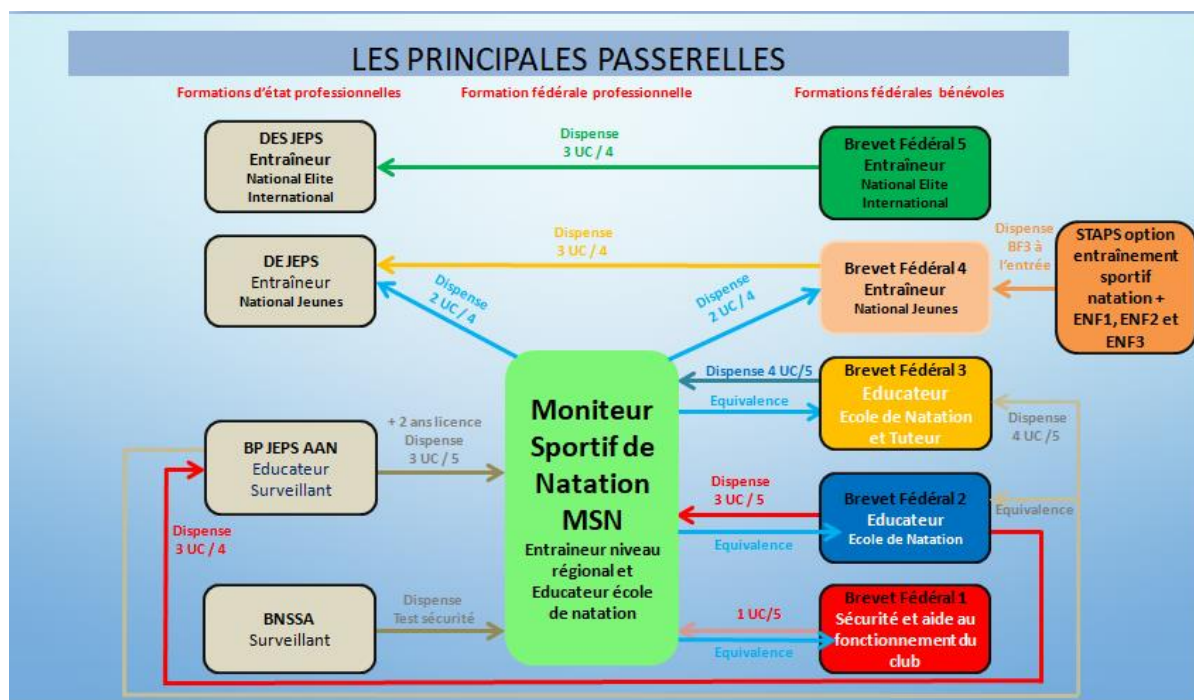 LES PRINCIPALES PASSERELLES
Formations d'état professionnelles
Formation fédérale professionnelle
Formations fédérales bénévoles
DES JEPS
Entraîneur
National Elite
International
Dispense
3 UC / 4
Brevet Fédéral 5
Entraîneur
National Elite
International
DE JEPS
Entraîneur
National Jeunes
Dispense
3 UC / 4
Brevet Fédéral 4
Entraîneur
National Jeunes
Dispense
BF3 à
l'entrée
STAPS option
entraînement
sportif
natation +
ENF1, ENF2 et
ENF3
Dispense
2 UC / 4
Dispense
2 UC / 4
Moniteur
Sportif de
Natation
MSN
Entraineur niveau
régional et
Educateur école
de natation
Dispense 4 UC/5
Equivalence
Brevet Fédéral 3
Educateur
Ecole de Natation
et Tuteur
Dispense
4 UC /5
BP JEPS AAN
Educateur
Surveillant
+ 2 ans licence
Dispense
3 UC / 5
Dispense
3 UC / 5
Equivalence
Brevet Fédéral 2
Educateur
Ecole de Natation
Equivalence
Dispense
3 UC / 4
BNSSA
Surveillant
Dispense
Test sécurité
1 UC/5
Equivalence
Brevet Fédéral 1
Sécurité et aide au
fonctionnement du
club